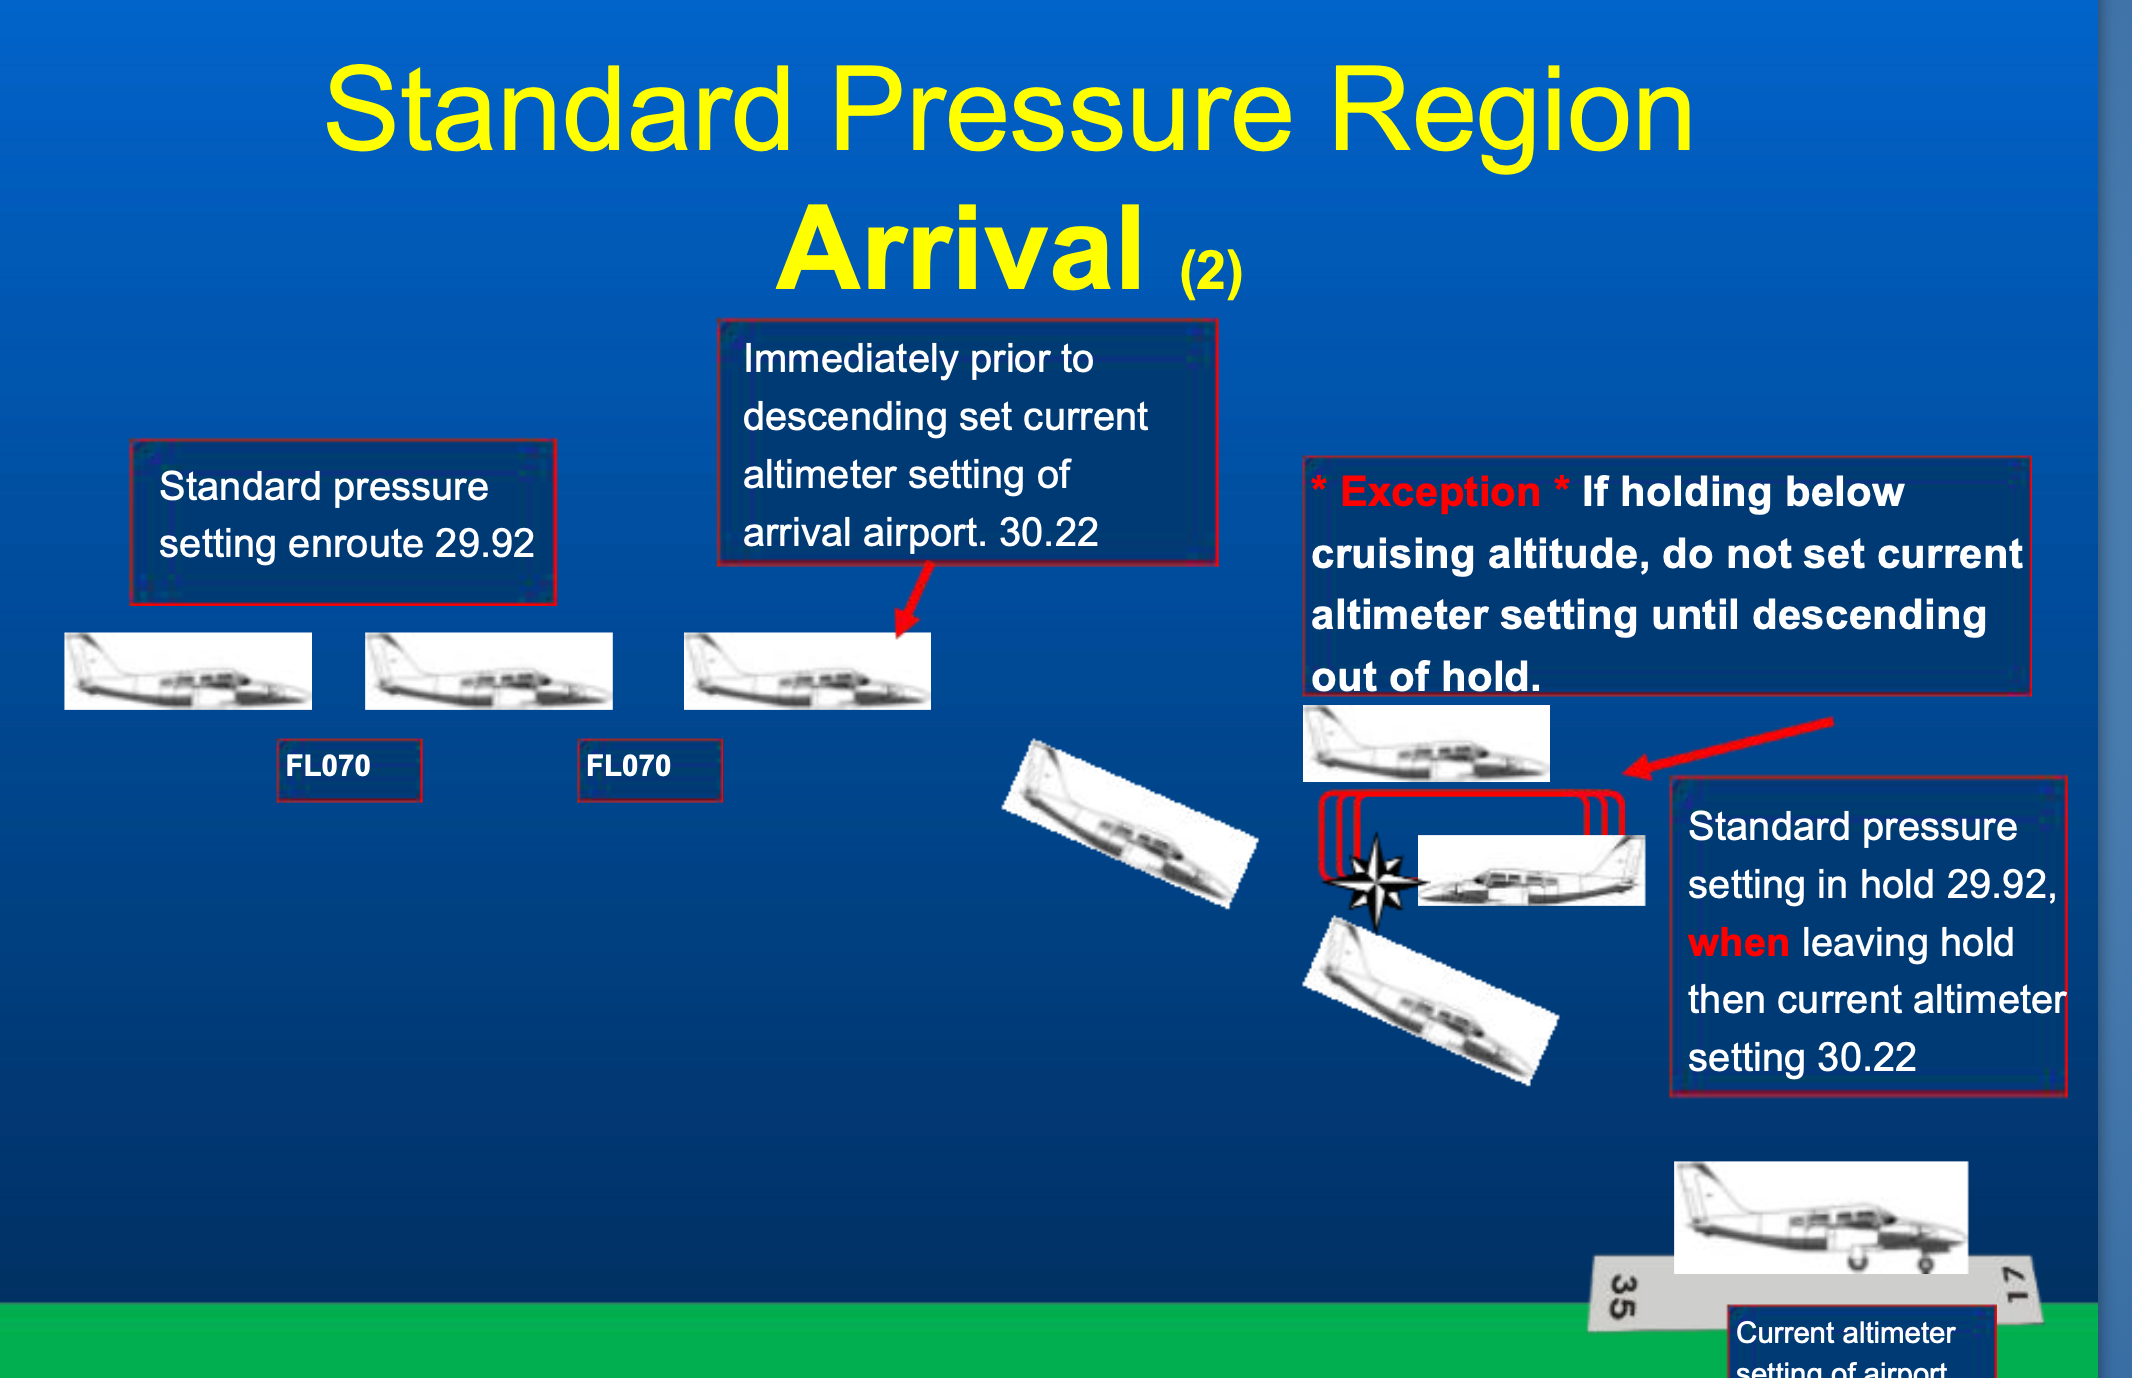 Standard Pressure Region
Arrival (2)
Immediately prior to
descending set current
altimeter setting of
arrival airport. 30.22
Standard pressure
setting enroute 29.92
* Exception * If holding below
cruising altitude, do not set current
altimeter setting until descending
out of hold.
FL070
FL070
Standard pressure
setting in hold 29.92,
when leaving hold
then current altimeter
setting 30.22
35
17
Current altimeter
setting of airport